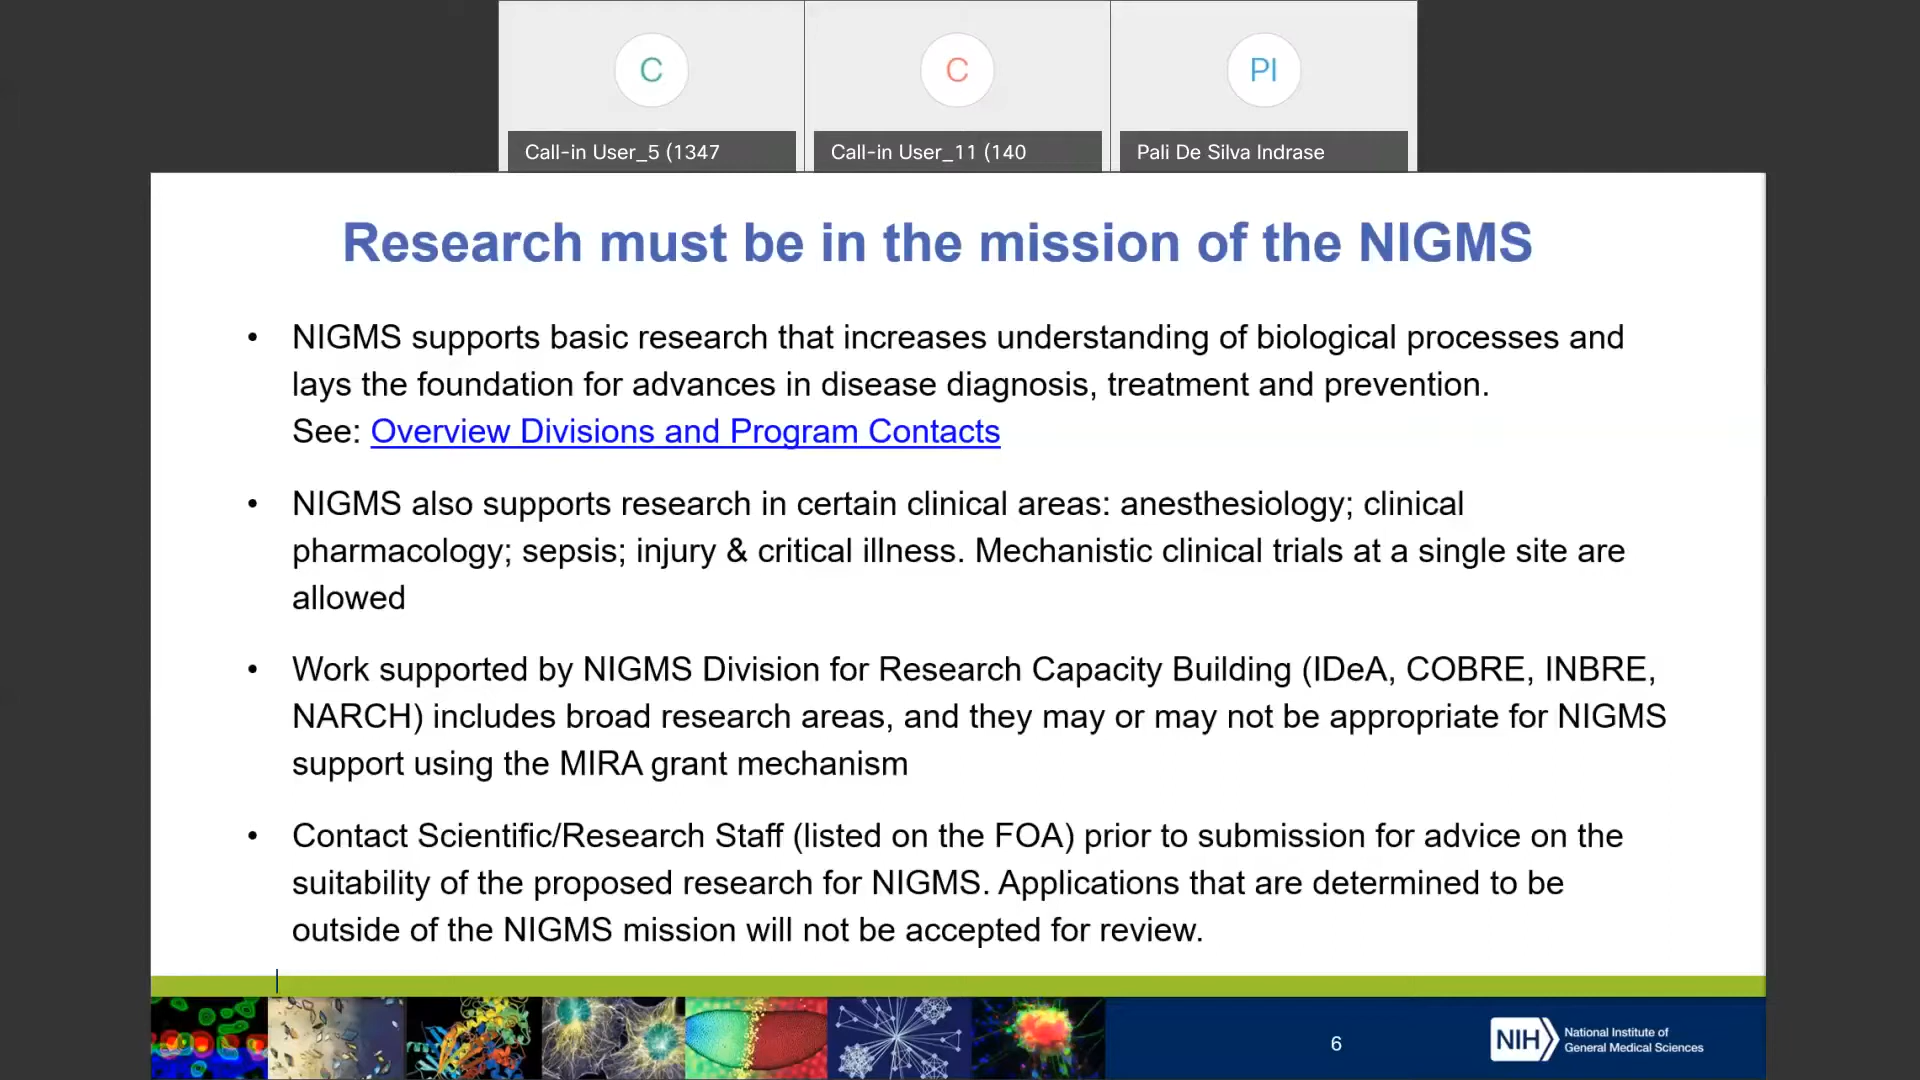 C
C
PI
Call-in User_5 (1347
Call-in User_11 (140
Pali De Silva Indrase
Research must be in the mission of the NIGMS
• NIGMS supports basic research that increases understanding of biological processes and
lays the foundation for advances in disease diagnosis, treatment and prevention.
See: Overview Divisions and Program Contacts
• NIGMS also supports research in certain clinical areas: anesthesiology; clinical
pharmacology; sepsis; injury & critical illness. Mechanistic clinical trials at a single site are
allowed
• Work supported by NIGMS Division for Research Capacity Building (IDeA, COBRE, INBRE,
NARCH) includes broad research areas, and they may or may not be appropriate for NIGMS
support using the MIRA grant mechanism
• Contact Scientific/Research Staff (listed on the FOA) prior to submission for advice on the
suitability of the proposed research for NIGMS. Applications that are determined to be
outside of the NIGMS mission will not be accepted for review.
6
NIH
National Institute of
General Medical Sciences